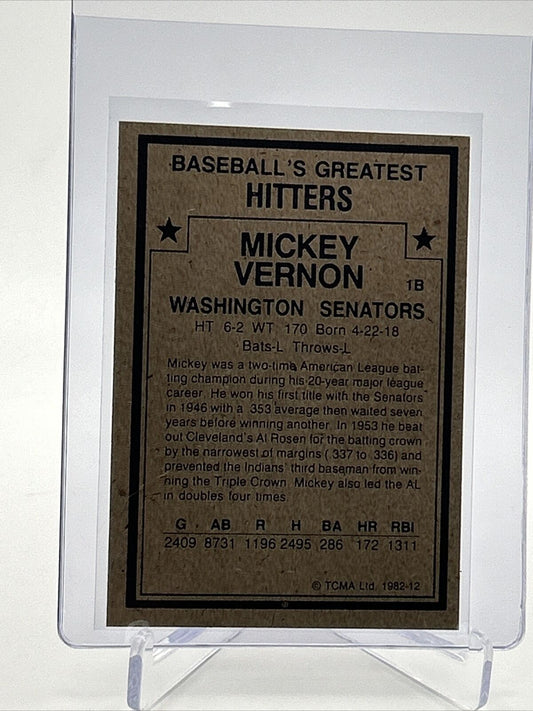 BASEBALL'S GREATEST
HITTERS
MICKEY
VERNON
1B
WASHINGTON SENATORS
HT 6-2 WT 170 Born 4-22-18
Bats-L Throws-L
Mickey was a two-time American League bat-
ting champion during his 20-year major league
career. He won his first title with the Senators
in 1946 with a .353 average then waited seven
years before winning another. In 1953 he beat
out Cleveland's Al Rosen for the batting crown
by the narrowest of margins (.337 to .336) and
prevented the Indians' third baseman from win-
ning the Triple Crown. Mickey also led the AL
in doubles four times.
G AB R H BA HR RBI
2409 8731 1196 2495 286 172 1311
© TCMA Ltd. 1982-12